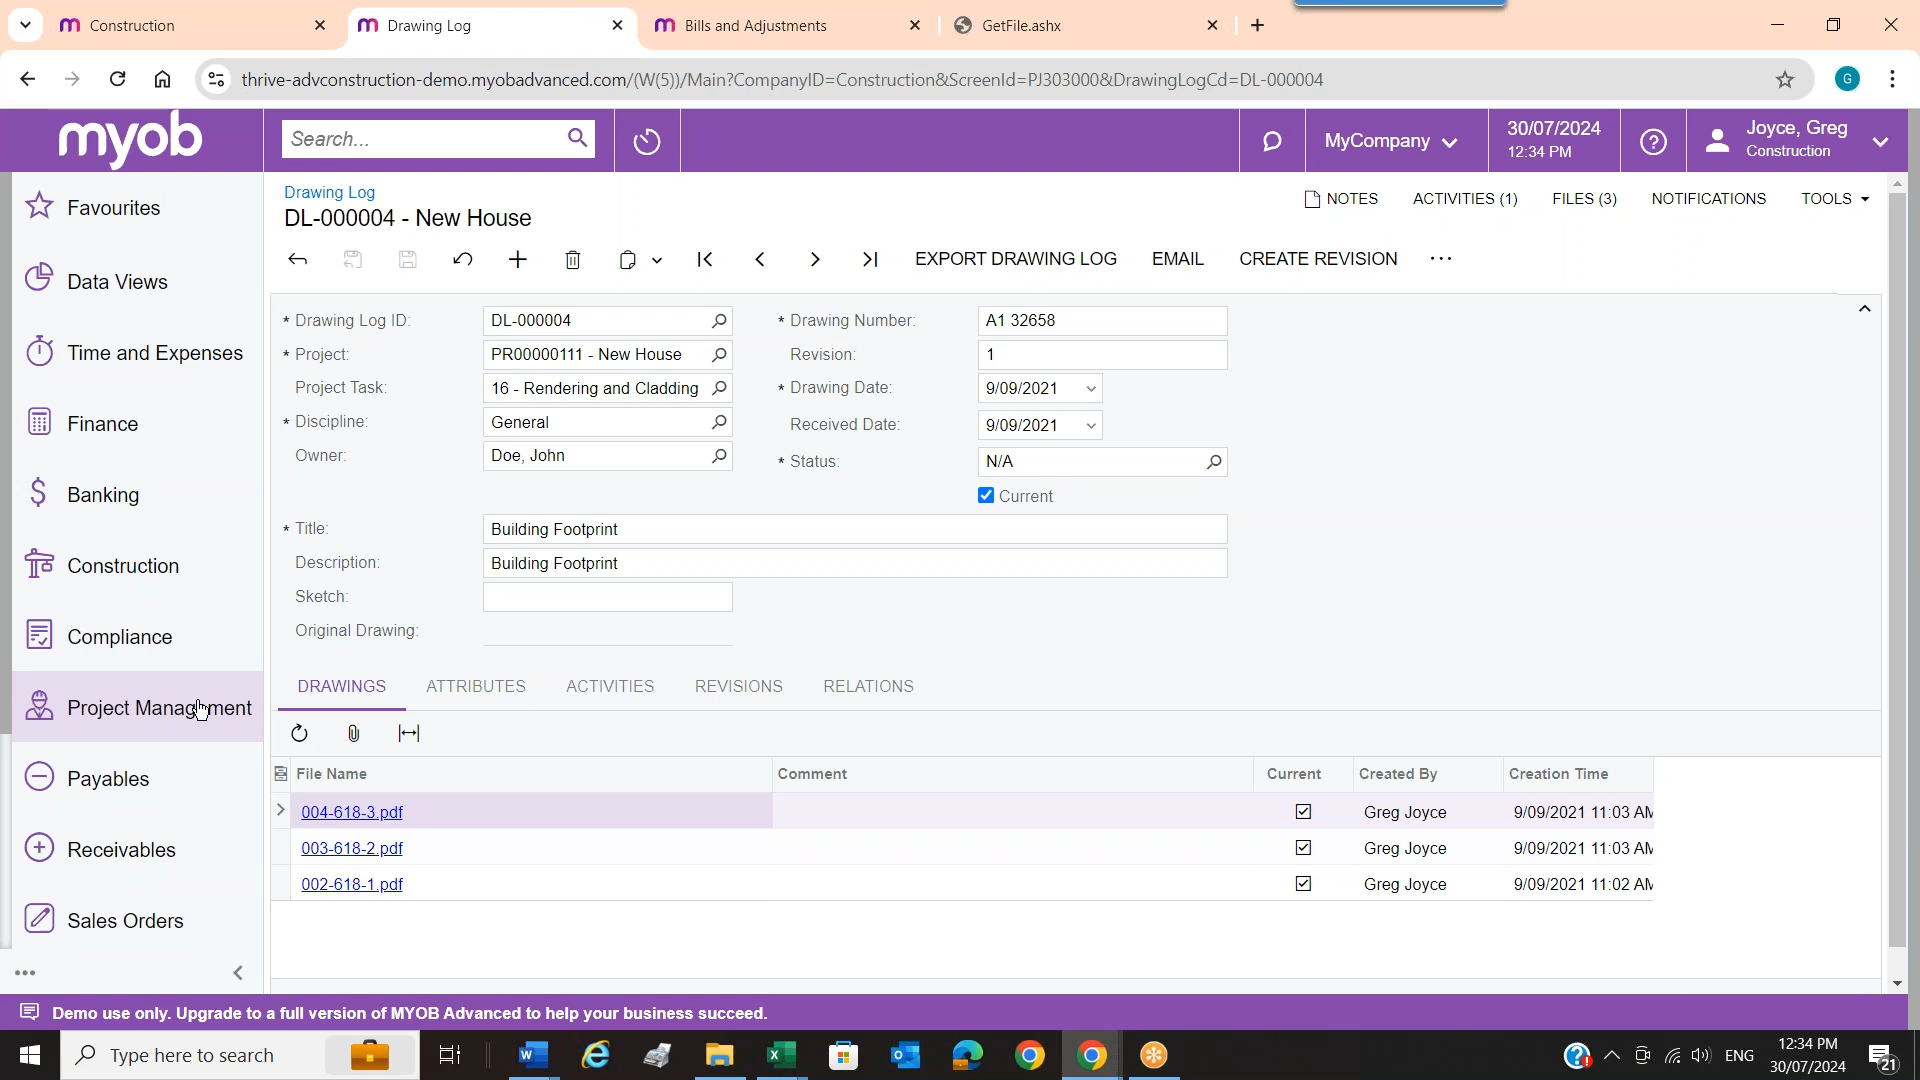 Construction
Drawing Log
Bills and Adjustments
GetFile.ashx
thrive-advconstruction-demo.myobadvanced.com/(W(5))/Main?CompanyID=Construction&ScreenId=PJ303000&DrawingLogCd=DL-000004
G
myob
Search...
MyCompany
30/07/2024
12:34 PM
Joyce, Greg
Construction
Favourites
Data Views
Time and Expenses
Finance
Banking
Construction
Compliance
Project Management
Payables
Receivables
Sales Orders
Drawing Log
DL-000004 - New House
NOTES
ACTIVITIES (1)
FILES (3)
NOTIFICATIONS
TOOLS
EXPORT DRAWING LOG
EMAIL
CREATE REVISION
* Drawing Log ID: DL-000004
* Project: PR00000111 - New House
Project Task: 16 - Rendering and Cladding
* Discipline: General
Owner: Doe, John
* Drawing Number: A1 32658
Revision: 1
* Drawing Date: 9/09/2021
Received Date: 9/09/2021
* Status: N/A
Current
* Title: Building Footprint
Description: Building Footprint
Sketch:
Original Drawing:
DRAWINGS ATTRIBUTES ACTIVITIES REVISIONS RELATIONS
File Name Comment Current Created By Creation Time
004-618-3.pdf Greg Joyce 9/09/2021 11:03 AM
003-618-2.pdf Greg Joyce 9/09/2021 11:03 AM
002-618-1.pdf Greg Joyce 9/09/2021 11:02 AM
Demo use only. Upgrade to a full version of MYOB Advanced to help your business succeed.
Type here to search
ENG
12:34 PM
30/07/2024
21